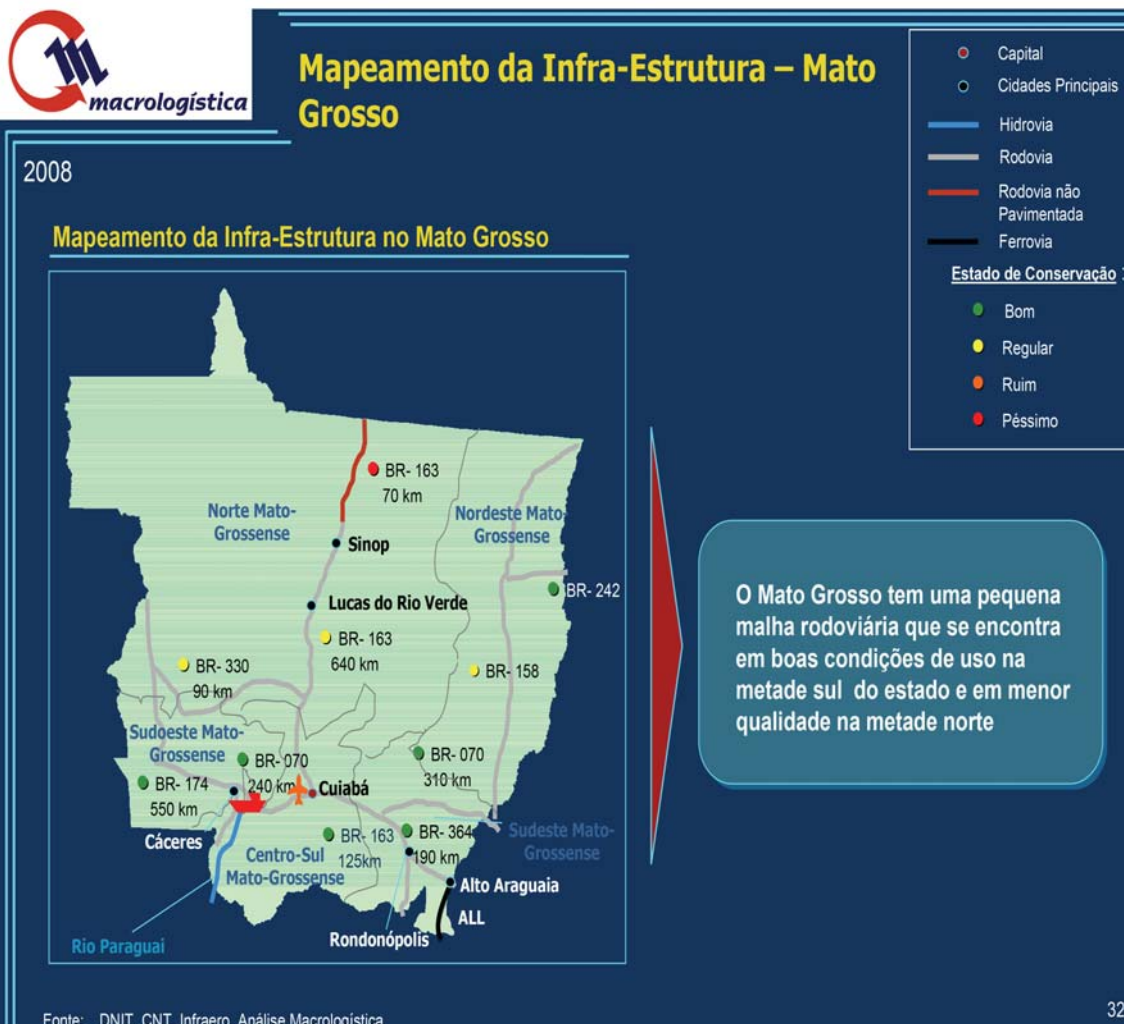 macrologística
Mapeamento da Infra-Estrutura – Mato
Grosso
2008
Capital
Cidades Principais
Hidrovia
Rodovia
Rodovia não
Pavimentada
Ferrovia
Estado de Conservação
Bom
Regular
Ruim
Péssimo
Mapeamento da Infra-Estrutura no Mato Grosso
BR- 163
70 km
Norte Mato-
Grossense
Nordeste Mato-
Grossense
Sinop
BR- 242
Lucas do Rio Verde
BR- 163
640 km
BR- 330
90 km
BR- 158
Sudoeste Mato-
Grossense
BR- 070
240 km
BR- 070
310 km
BR- 174
550 km
Cuiabá
Cáceres
Centro-Sul
Mato-Grossense
BR- 163
125km
BR- 364
190 km
Sudeste Mato-
Grossense
Alto Araguaia
ALL
Rondonópolis
Rio Paraguai
O Mato Grosso tem uma pequena
malha rodoviária que se encontra
em boas condições de uso na
metade sul do estado e em menor
qualidade na metade norte
Fonte: DNIT, CNT, Infraero, Análise Macrologística
32